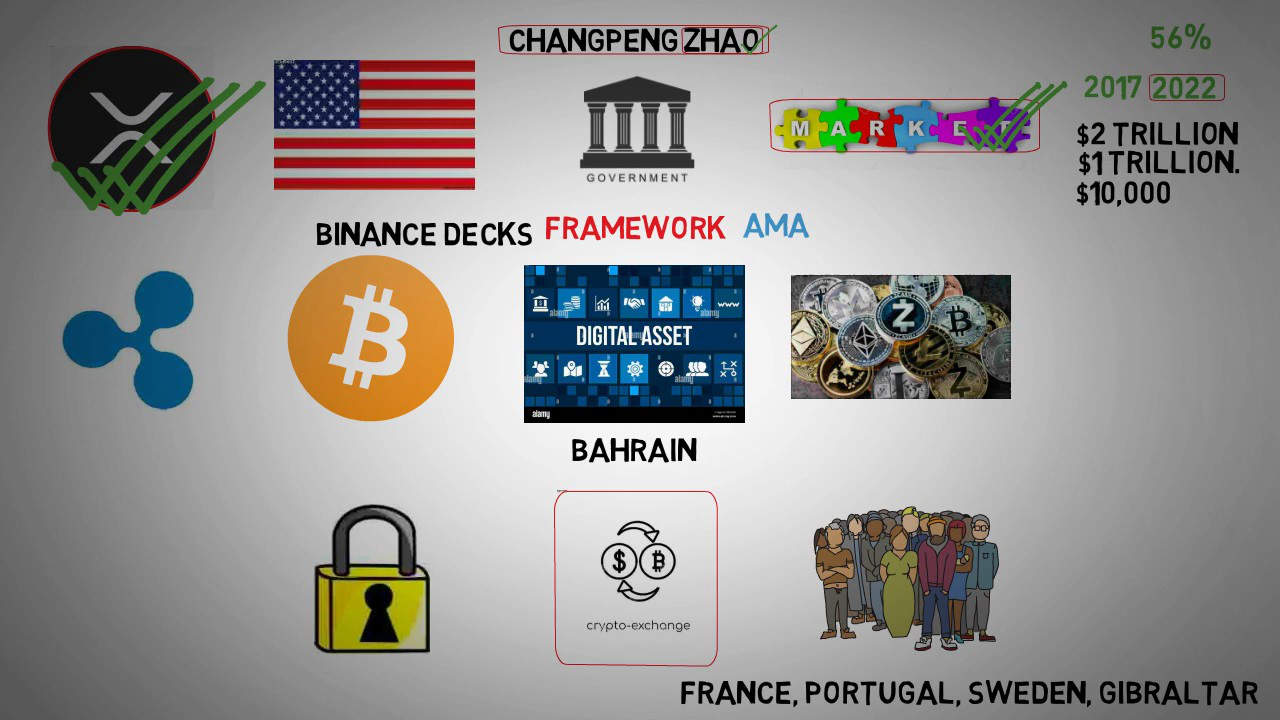 CHANGPENG ZHAO
56%
2017 2022
MARKET
$2 TRILLION
$1 TRILLION.
$10,000
GOVERNMENT
BINANCE DECKS FRAMEWORK AMA
DIGITAL ASSET
alamy
BAHRAIN
crypto-exchange
FRANCE, PORTUGAL, SWEDEN, GIBRALTAR